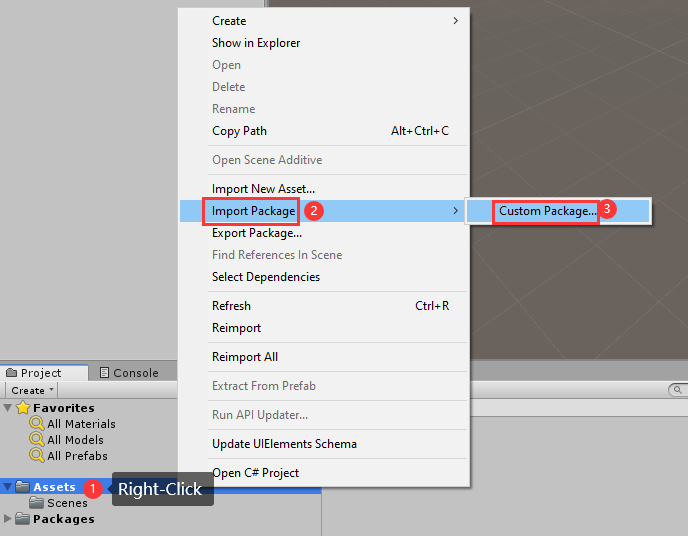 Create
Show in Explorer
Open
Delete
Rename
Copy Path Alt+Ctrl+C
Open Scene Additive
Import New Asset...
Import Package 2
Custom Package... 3
Export Package...
Find References In Scene
Select Dependencies
Refresh Ctrl+R
Reimport
Reimport All
Extract From Prefab
Run API Updater...
Update UIElements Schema
Open C# Project
Project Console
Create
Favorites
All Materials
All Models
All Prefabs
Assets 1 Right-Click
Scenes
Packages